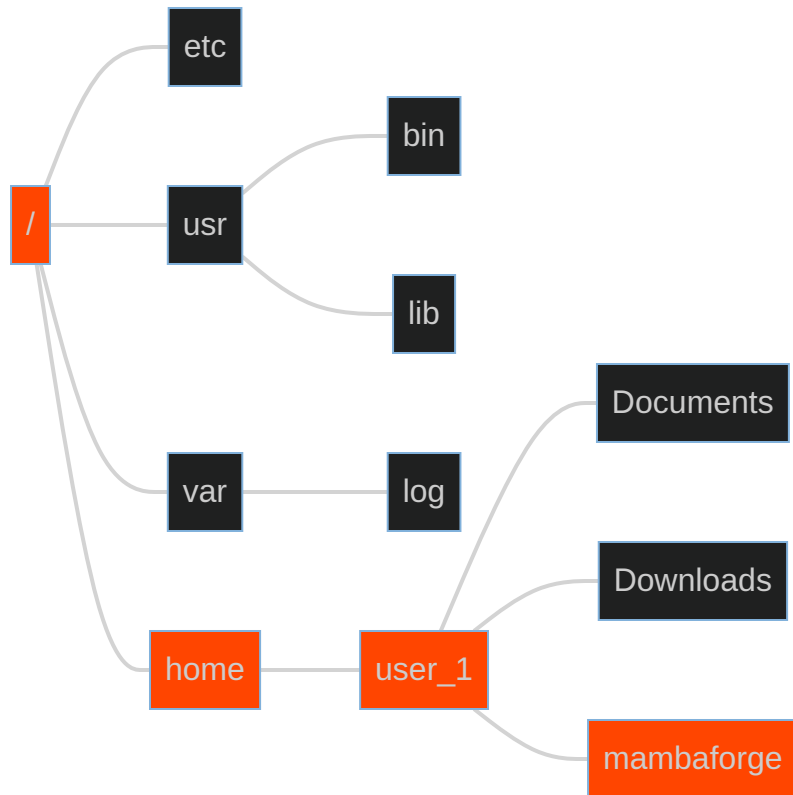 etc
bin
/
usr
lib
Documents
var
log
Downloads
home
user_1
mambaforge